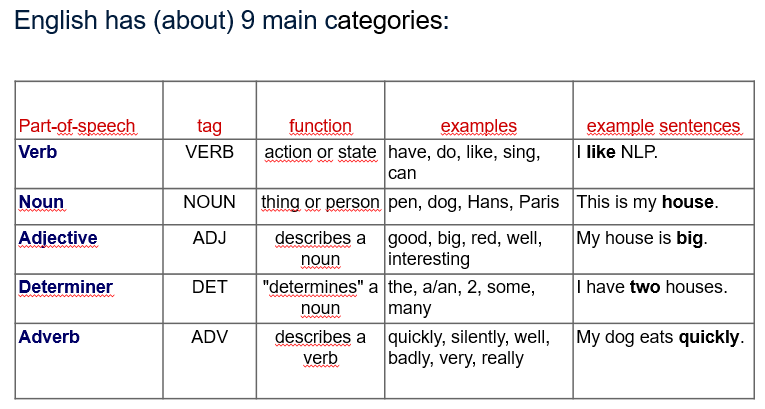 English has (about) 9 main categories:
Part-of-speech tag function examples example sentences
Verb VERB action or state have, do, like, sing, I like NLP.
can
Noun NOUN thing or person pen, dog, Hans, Paris This is my house.
Adjective ADJ describes a good, big, red, well, My house is big.
noun interesting
Determiner DET "determines" a the, a/an, 2, some, I have two houses.
noun many
Adverb ADV describes a quickly, silently, well, My dog eats quickly.
verb badly, very, really